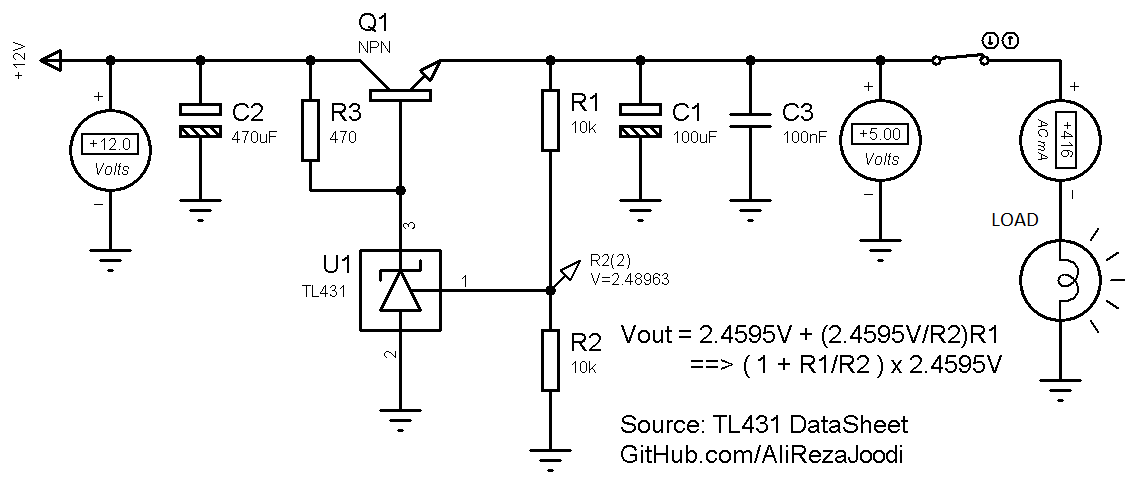 +12V
Q1
NPN
+12.0
Volts
C2
470uF
R3
470
R1
10k
C1
100uF
C3
100nF
+5.00
Volts
+416
AC mA
LOAD
3
U1
TL431
1
2
R2(2)
V=2.48963
R2
10k
Vout = 2.4595V + (2.4595V/R2)R1
==> ( 1 + R1/R2 ) x 2.4595V
Source: TL431 DataSheet
GitHub.com/AliRezaJoodi